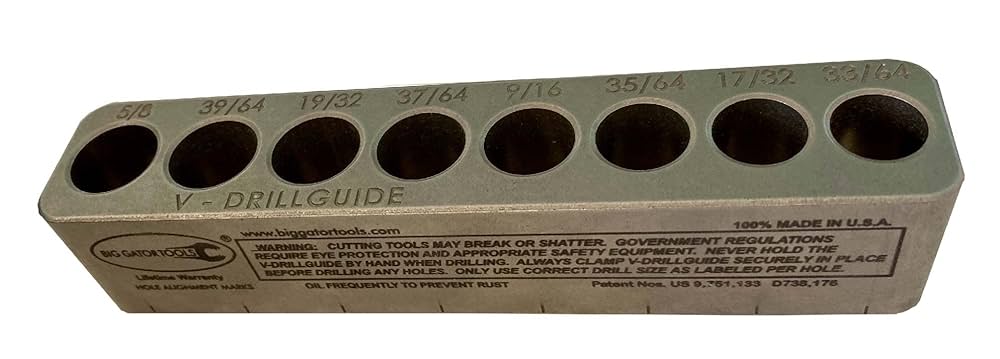 5/8 39/64 19/32 37/64 9/16 35/64 17/32 33/64
V - DRILLGUIDE
www.biggatortools.com
100% MADE IN U.S.A.
BIG GATOR TOOLS ®
Lifetime Warranty
HOLE ALIGNMENT MARKS
WARNING: CUTTING TOOLS MAY BREAK OR SHATTER. GOVERNMENT REGULATIONS
REQUIRE EYE PROTECTION AND APPROPRIATE SAFETY EQUIPMENT. NEVER HOLD THE
V-DRILLGUIDE BY HAND WHEN DRILLING. ALWAYS CLAMP V-DRILLGUIDE SECURELY IN PLACE
BEFORE DRILLING ANY HOLES. ONLY USE CORRECT DRILL SIZE AS LABELED PER HOLE.
OIL FREQUENTLY TO PREVENT RUST
Patent Nos. US 9,751,133 D738,176